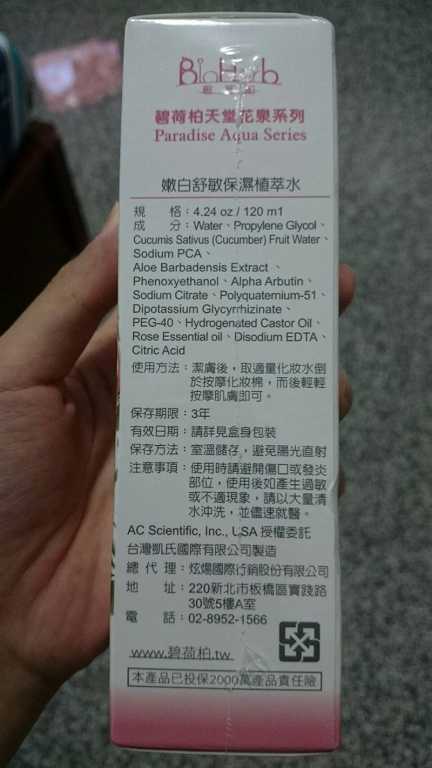 BioHerb
碧荷柏
碧荷柏天堂花泉系列
Paradise Aqua Series
嫩白舒敏保濕植萃水
規　　格：4.24 oz / 120 ml
成　　分：Water、Propylene Glycol、
Cucumis Sativus (Cucumber) Fruit Water、
Sodium PCA、
Aloe Barbadensis Extract、
Phenoxyethanol、Alpha Arbutin、
Sodium Citrate、Polyquaternium-51、
Dipotassium Glycyrrhizinate、
PEG-40、Hydrogenated Castor Oil、
Rose Essential oil、Disodium EDTA、
Citric Acid
使用方法：潔膚後，取適量化妝水倒
於按摩化妝棉，而後輕輕
按摩肌膚即可。
保存期限：3年
有效日期：請詳見盒身包裝
保存方法：室溫儲存，避免陽光直射
注意事項：使用時請避開傷口或發炎
部位，使用後如產生過敏
或不適現象，請以大量清
水沖洗，並儘速就醫。
AC Scientific, Inc., USA 授權委託
台灣凱氏國際有限公司製造
總 代 理：炫煬國際行銷股份有限公司
地　　址：220新北市板橋區實踐路
30號5樓A室
電　　話：02-8952-1566
www.碧荷柏.tw
本產品已投保2000萬產品責任險